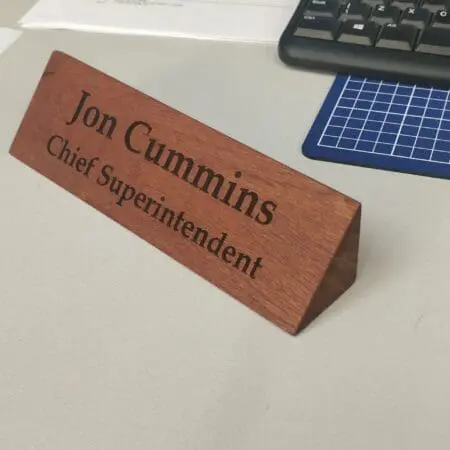 Jon Cummins
Chief Superintendent